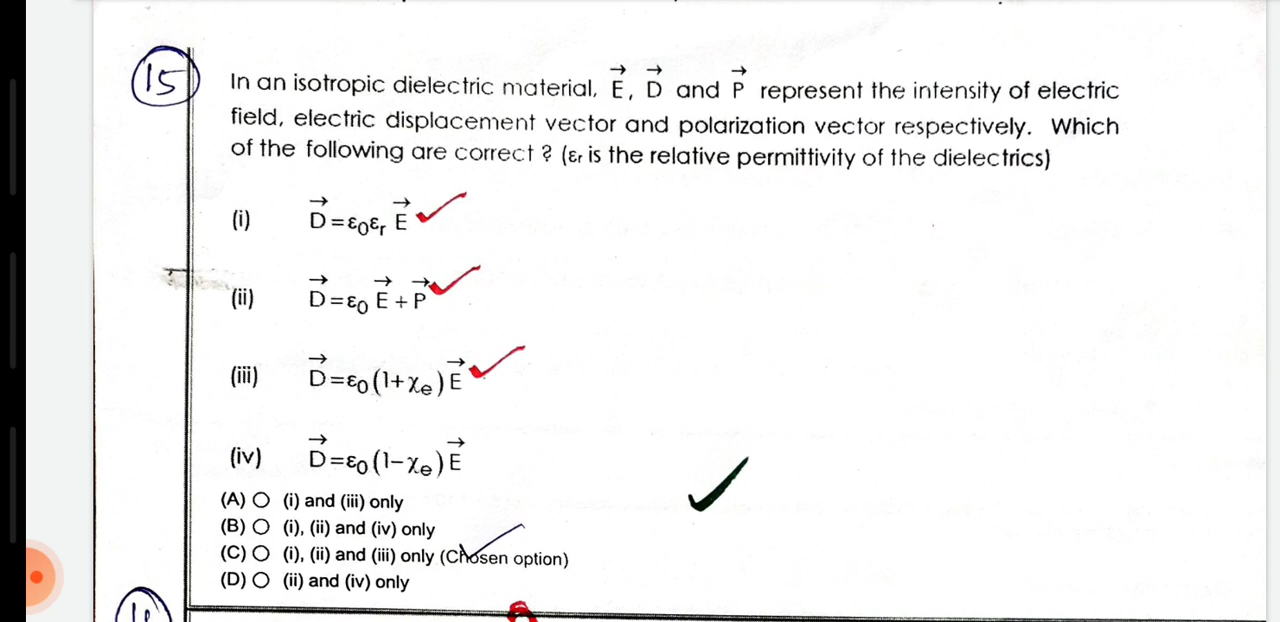 15
In an isotropic dielectric material, E⃗, D⃗ and P⃗ represent the intensity of electric
field, electric displacement vector and polarization vector respectively. Which
of the following are correct ? (εr is the relative permittivity of the dielectrics)
(i) D⃗=ε0εr E⃗
(ii) D⃗=ε0 E⃗+P⃗
(iii) D⃗=ε0(1+χe)E⃗
(iv) D⃗=ε0(1−χe)E⃗
(A) O (i) and (iii) only
(B) O (i), (ii) and (iv) only
(C) O (i), (ii) and (iii) only (Chosen option)
(D) O (ii) and (iv) only